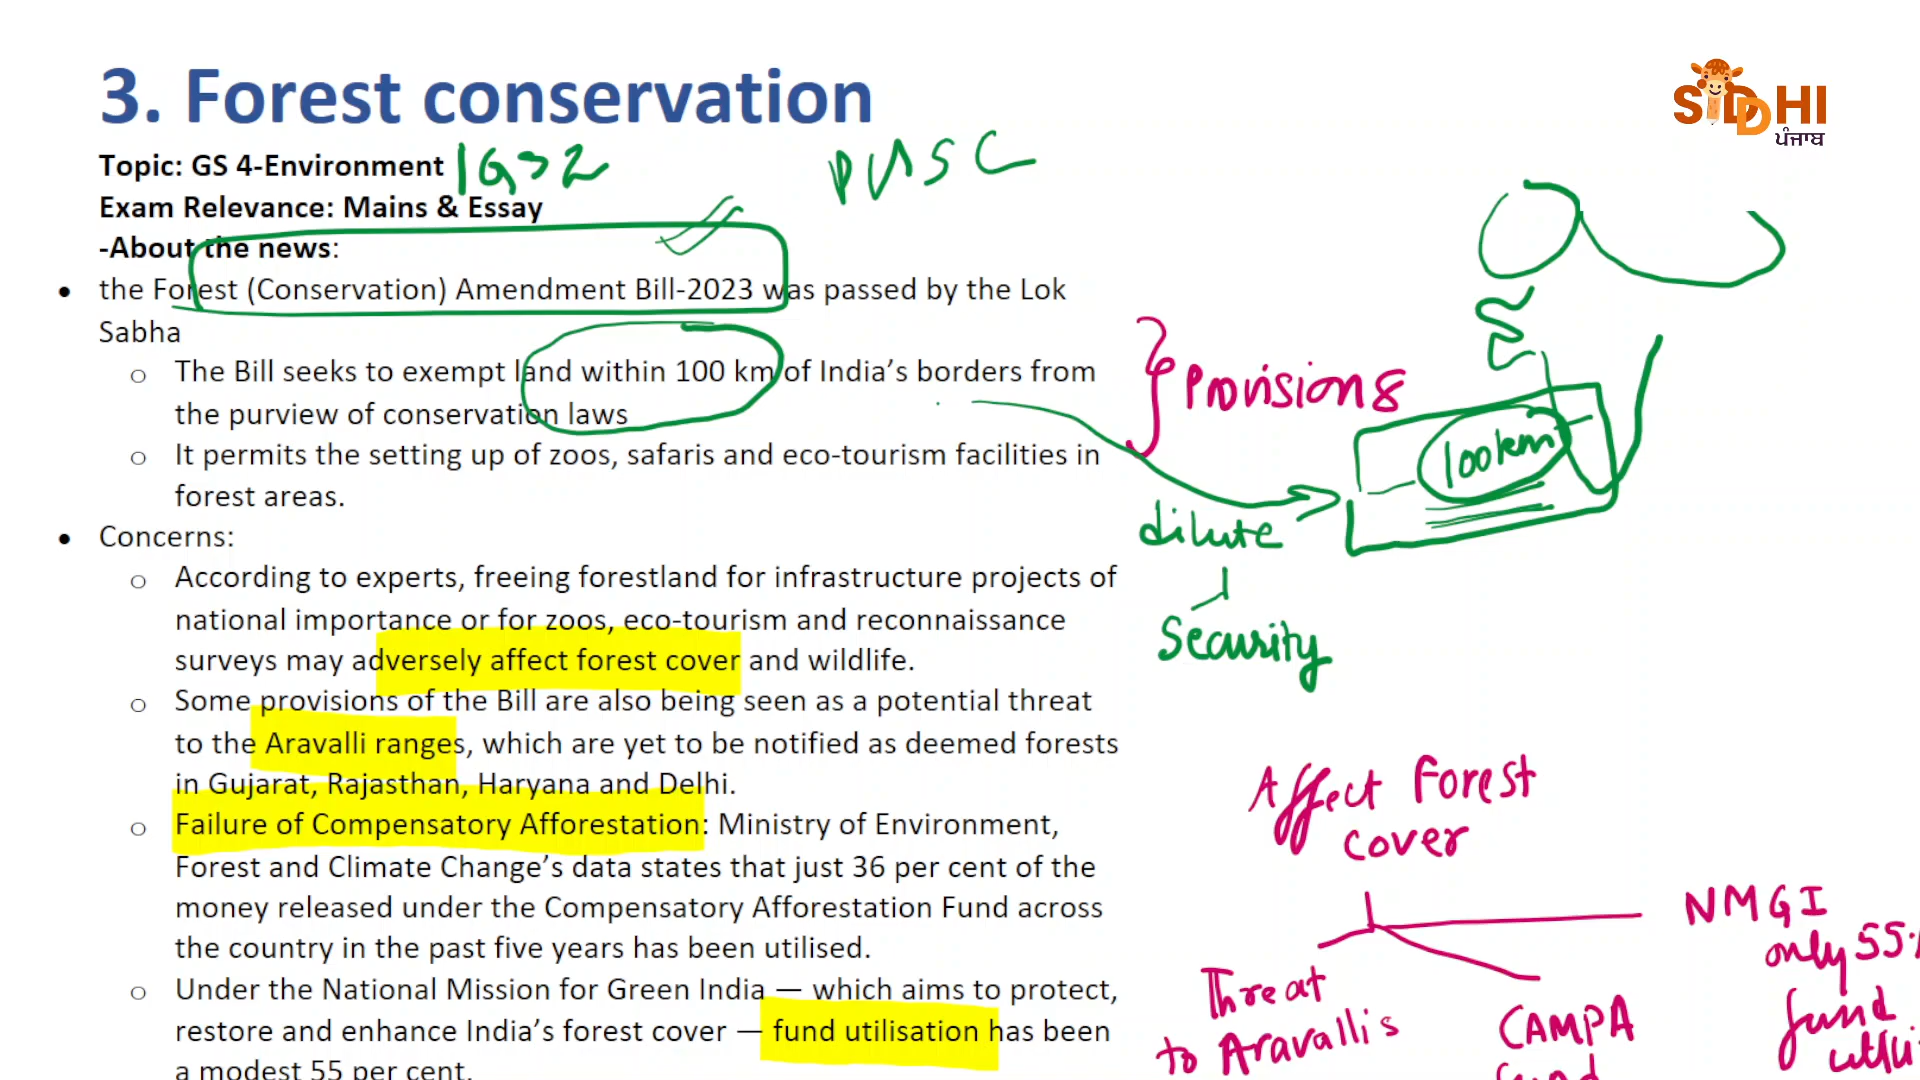 3. Forest conservation
SIDDHI
ਪੰਜਾਬ
Topic: GS 4-Environment
Exam Relevance: Mains & Essay
-About the news:
• the Forest (Conservation) Amendment Bill-2023 was passed by the Lok
Sabha
o The Bill seeks to exempt land within 100 km of India’s borders from
the purview of conservation laws
o It permits the setting up of zoos, safaris and eco-tourism facilities in
forest areas.
• Concerns:
o According to experts, freeing forestland for infrastructure projects of
national importance or for zoos, eco-tourism and reconnaissance
surveys may adversely affect forest cover and wildlife.
o Some provisions of the Bill are also being seen as a potential threat
to the Aravalli ranges, which are yet to be notified as deemed forests
in Gujarat, Rajasthan, Haryana and Delhi.
o Failure of Compensatory Afforestation: Ministry of Environment,
Forest and Climate Change’s data states that just 36 per cent of the
money released under the Compensatory Afforestation Fund across
the country in the past five years has been utilised.
o Under the National Mission for Green India — which aims to protect,
restore and enhance India’s forest cover — fund utilisation has been
a modest 55 per cent.
Provisions
100km
dilute
Security
Affect Forest
cover
Threat
to Aravalli's
CAMPA
fund
NMGI
only 55%
fund